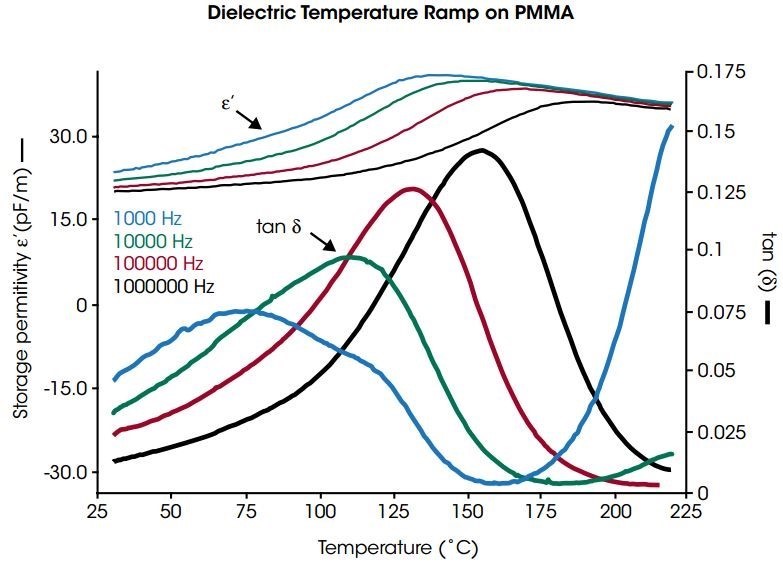 Dielectric Temperature Ramp on PMMA
Storage permitivity ε′(pF/m)
30.0
15.0
0
-15.0
-30.0
ε′
tan δ
1000 Hz
10000 Hz
100000 Hz
1000000 Hz
0.175
0.15
0.125
0.1
0.075
0.05
0.025
0
tan (δ)
25 50 75 100 125 150 175 200 225
Temperature (˚C)